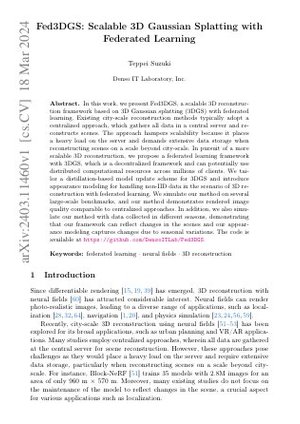 Fed3DGS: Scalable 3D Gaussian Splatting with
Federated Learning
Teppei Suzuki
Denso IT Laboratory, Inc.
arXiv:2403.11460v1 [cs.CV] 18 Mar 2024
Abstract. In this work, we present Fed3DGS, a scalable 3D reconstruc-
tion framework based on 3D Gaussian splatting (3DGS) with federated
learning. Existing city-scale reconstruction methods typically adopt a
centralized approach, which gathers all data in a central server and re-
constructs scenes. The approach hampers scalability because it places
a heavy load on the server and demands extensive data storage when
reconstructing scenes on a scale beyond city-scale. In pursuit of a more
scalable 3D reconstruction, we propose a federated learning framework
with 3DGS, which is a decentralized framework and can potentially
use distributed computational resources across millions of clients. We tai-
lor a distillation-based model update scheme for 3DGS and introduce
appearance modeling for handling non-IID data in the scenario of 3D re-
construction with federated learning. We simulate our method on several
large-scale benchmarks, and our method demonstrates rendered image
quality comparable to centralized approaches. In addition, we also simu-
late our method with data collected in different seasons, demonstrating
that our framework can reflect changes in the scenes and our appear-
ance modeling captures changes due to seasonal variations. The code is
available at https://github.com/DensoITLab/Fed3DGS
Keywords: federated learning · neural fields · 3D reconstruction
1 Introduction
Since differentiable rendering [15, 19, 39] has emerged, 3D reconstruction with
neural fields [60] has attracted considerable interest. Neural fields can render
photo-realistic images, leading to a diverse range of applications, such as local-
ization [28,32,64], navigation [1,20], and physics simulation [23,24,56,59].
Recently, city-scale 3D reconstruction using neural fields [51–53] has been
explored for its broad applications, such as urban planning and VR/AR applica-
tions. Many studies employ centralized approaches, wherein all data are gathered
at the central server for scene reconstruction. However, these approaches pose
challenges as they would place a heavy load on the server and require extensive
data storage, particularly when reconstructing scenes on a scale beyond city-
scale. For instance, Block-NeRF [51] trains 35 models with 2.8M images for an
area of only 960 m × 570 m. Moreover, many existing studies do not focus on
the maintenance of the model to reflect changes in the scene, a crucial aspect
for various applications such as localization.